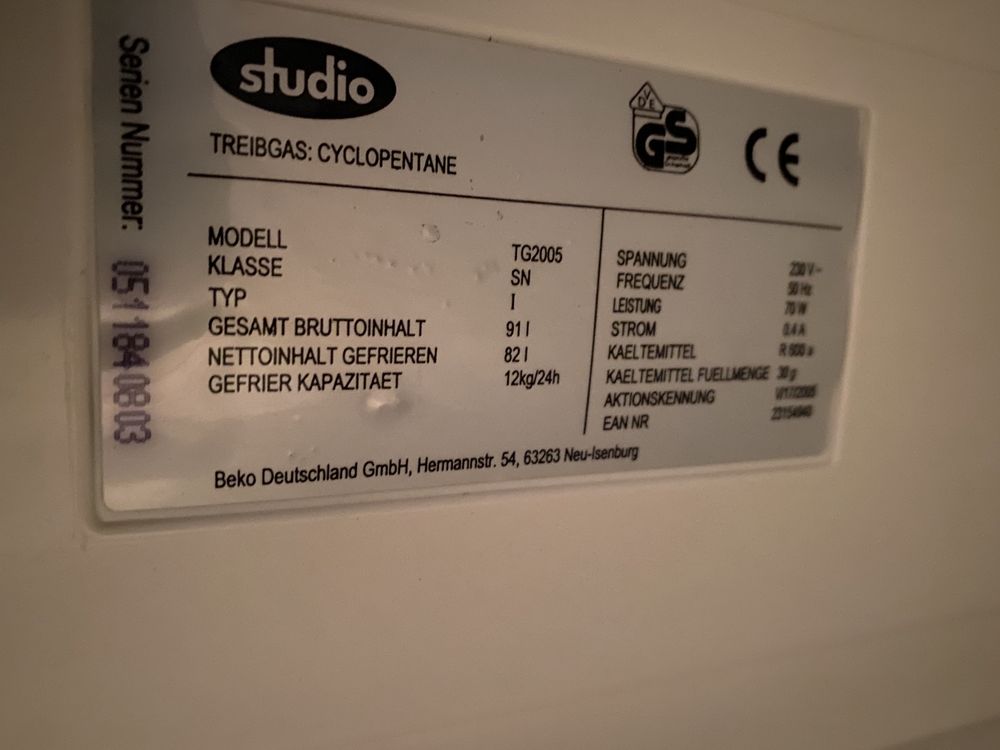 studio
TREIBGAS: CYCLOPENTANE
VDE
GS
CE
Serien Nummer: 0511840803
MODELL TG2005
KLASSE SN
TYP I
GESAMT BRUTTOINHALT 91 l
NETTOINHALT GEFRIEREN 82 l
GEFRIER KAPAZITAET 12kg/24h
SPANNUNG 230 V~
FREQUENZ 50 Hz
LEISTUNG 70 W
STROM 0.4 A
KAELTEMITTEL R 600 a
KAELTEMITTEL FUELLMENGE 30 g
AKTIONSKENNUNG
EAN NR
Beko Deutschland GmbH, Hermannstr. 54, 63263 Neu-Isenburg